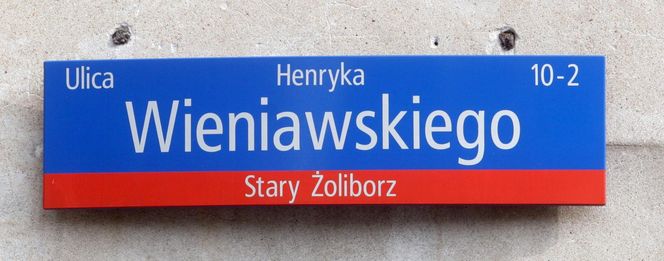 Ulica Henryka 10-2
Wieniawskiego
Stary Żoliborz